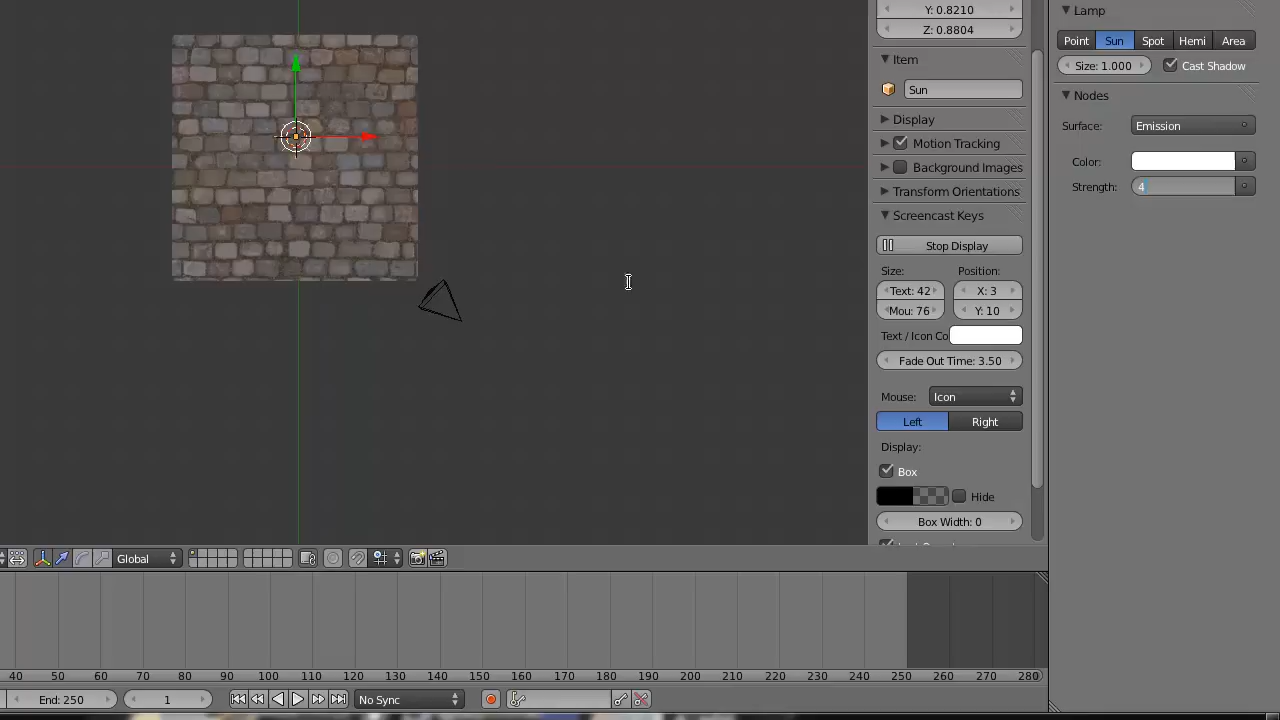 Y: 0.8210
Z: 0.8804
Item
Sun
Display
Motion Tracking
Background Images
Transform Orientations
Screencast Keys
Stop Display
Size: Position:
Text: 42 X: 3
Mou: 76 Y: 10
Text / Icon Co
Fade Out Time: 3.50
Mouse: Icon
Left Right
Display:
Box
Hide
Box Width: 0
Lamp
Point Sun Spot Hemi Area
Size: 1.000 Cast Shadow
Nodes
Surface: Emission
Color:
Strength: 4
Global
40 50 60 70 80 90 100 110 120 130 140 150 160 170 180 190 200 210 220 230 240 250 260 270 280
End: 250 1 No Sync